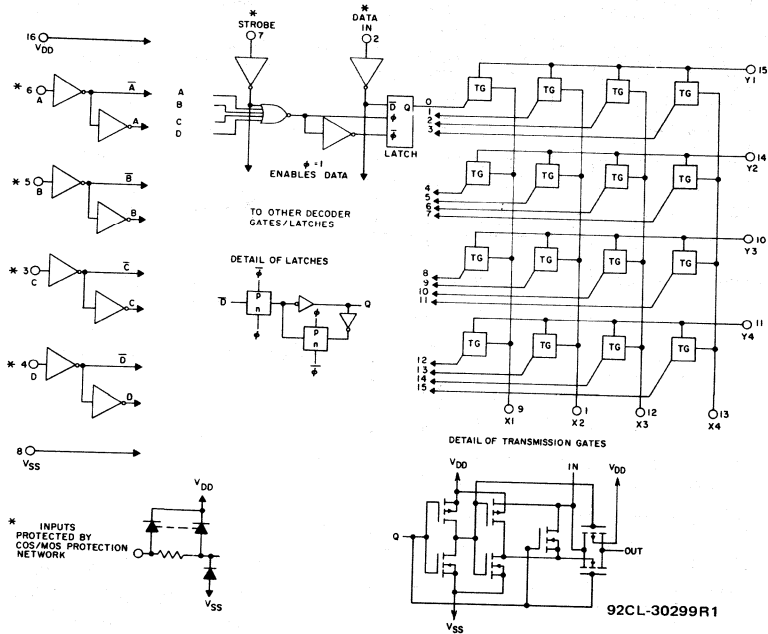 16
VDD
*
STROBE
7
*
DATA
IN
2
* 6
A
A̅
A
A
B
C
D
D̅ Q
ϕ
ϕ̅
LATCH
ϕ = 1
ENABLES DATA
TO OTHER DECODER
GATES/LATCHES
* 5
B
B̅
B
* 3
C
C̅
C
* 4
D
D̅
D
8
VSS
DETAIL OF LATCHES
ϕ̅
D̅
p
n
ϕ
Q
ϕ
p
n
ϕ̅
0
1
2
3
TG TG TG TG
15
Y1
4
5
6
7
TG TG TG TG
14
Y2
8
9
10
11
TG TG TG TG
10
Y3
12
13
14
15
TG TG TG TG
11
Y4
9
X1
1
X2
12
X3
13
X4
DETAIL OF TRANSMISSION GATES
VDD
IN
VDD
Q
OUT
VSS
* INPUTS
PROTECTED BY
COS/MOS PROTECTION
NETWORK
VDD
VSS
92CL-30299R1